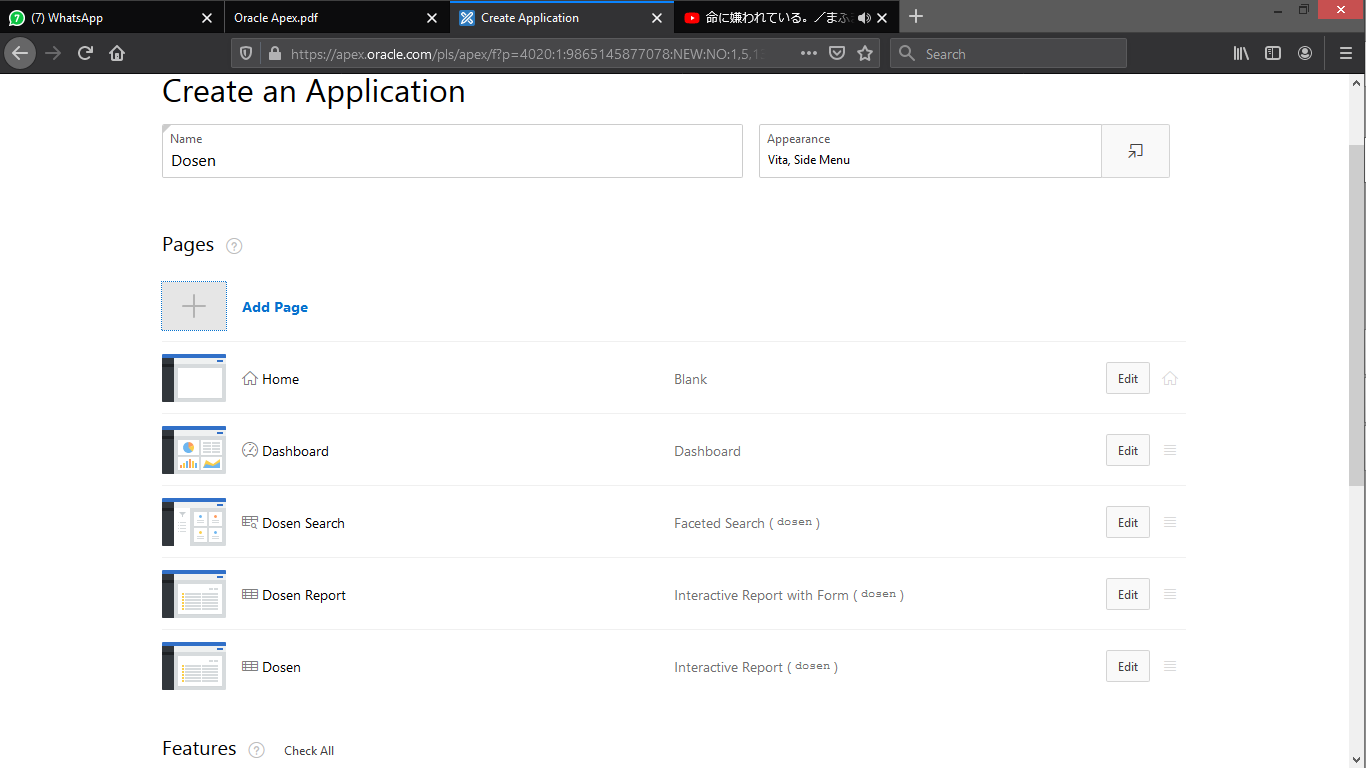 (7) WhatsApp
Oracle Apex.pdf
Create Application
命に嫌われている。／まふ
https://apex.oracle.com/pls/apex/f?p=4020:1:9865145877078:NEW:NO:1,5,1
Search
Create an Application
Name
Dosen
Appearance
Vita, Side Menu
Pages ?
Add Page
Home Blank Edit
Dashboard Dashboard Edit
Dosen Search Faceted Search ( dosen ) Edit
Dosen Report Interactive Report with Form ( dosen ) Edit
Dosen Interactive Report ( dosen ) Edit
Features ? Check All